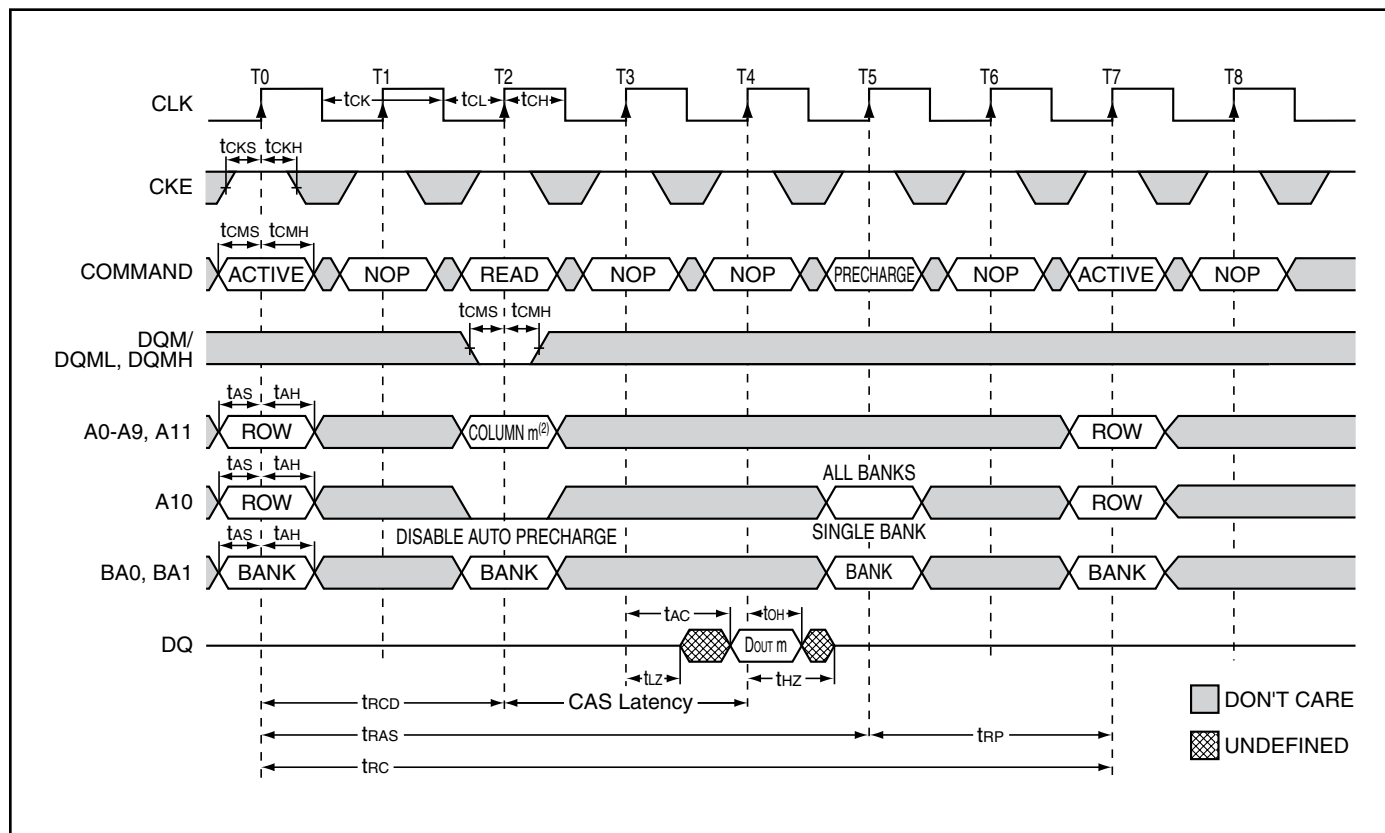 T0 T1 T2 T3 T4 T5 T6 T7 T8
CLK tCK tCL tCH
tCKS tCKH
CKE
tCMS tCMH
COMMAND ACTIVE NOP READ NOP NOP PRECHARGE NOP ACTIVE NOP
tCMS tCMH
DQM/
DQML, DQMH
tAS tAH
A0-A9, A11 ROW COLUMN m(2) ROW
tAS tAH ALL BANKS
A10 ROW ROW
DISABLE AUTO PRECHARGE SINGLE BANK
tAS tAH
BA0, BA1 BANK BANK BANK BANK
tAC tOH
DQ DOUT m
tLZ tHZ
tRCD CAS Latency
DON'T CARE
tRAS tRP
UNDEFINED
tRC